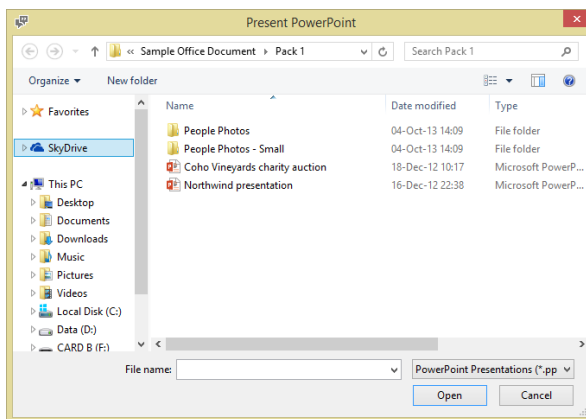 Present PowerPoint
« Sample Office Document Pack 1
Search Pack 1
Organize New folder
Name Date modified Type
Favorites
SkyDrive
This PC
Desktop
Documents
Downloads
Music
Pictures
Videos
Local Disk (C:)
Data (D:)
CARD B (F:)
People Photos 04-Oct-13 14:09 File folder
People Photos - Small 04-Oct-13 14:09 File folder
Coho Vineyards charity auction 18-Dec-12 10:17 Microsoft PowerP...
Northwind presentation 16-Dec-12 22:38 Microsoft PowerP...
File name:
PowerPoint Presentations (*.pp
Open Cancel